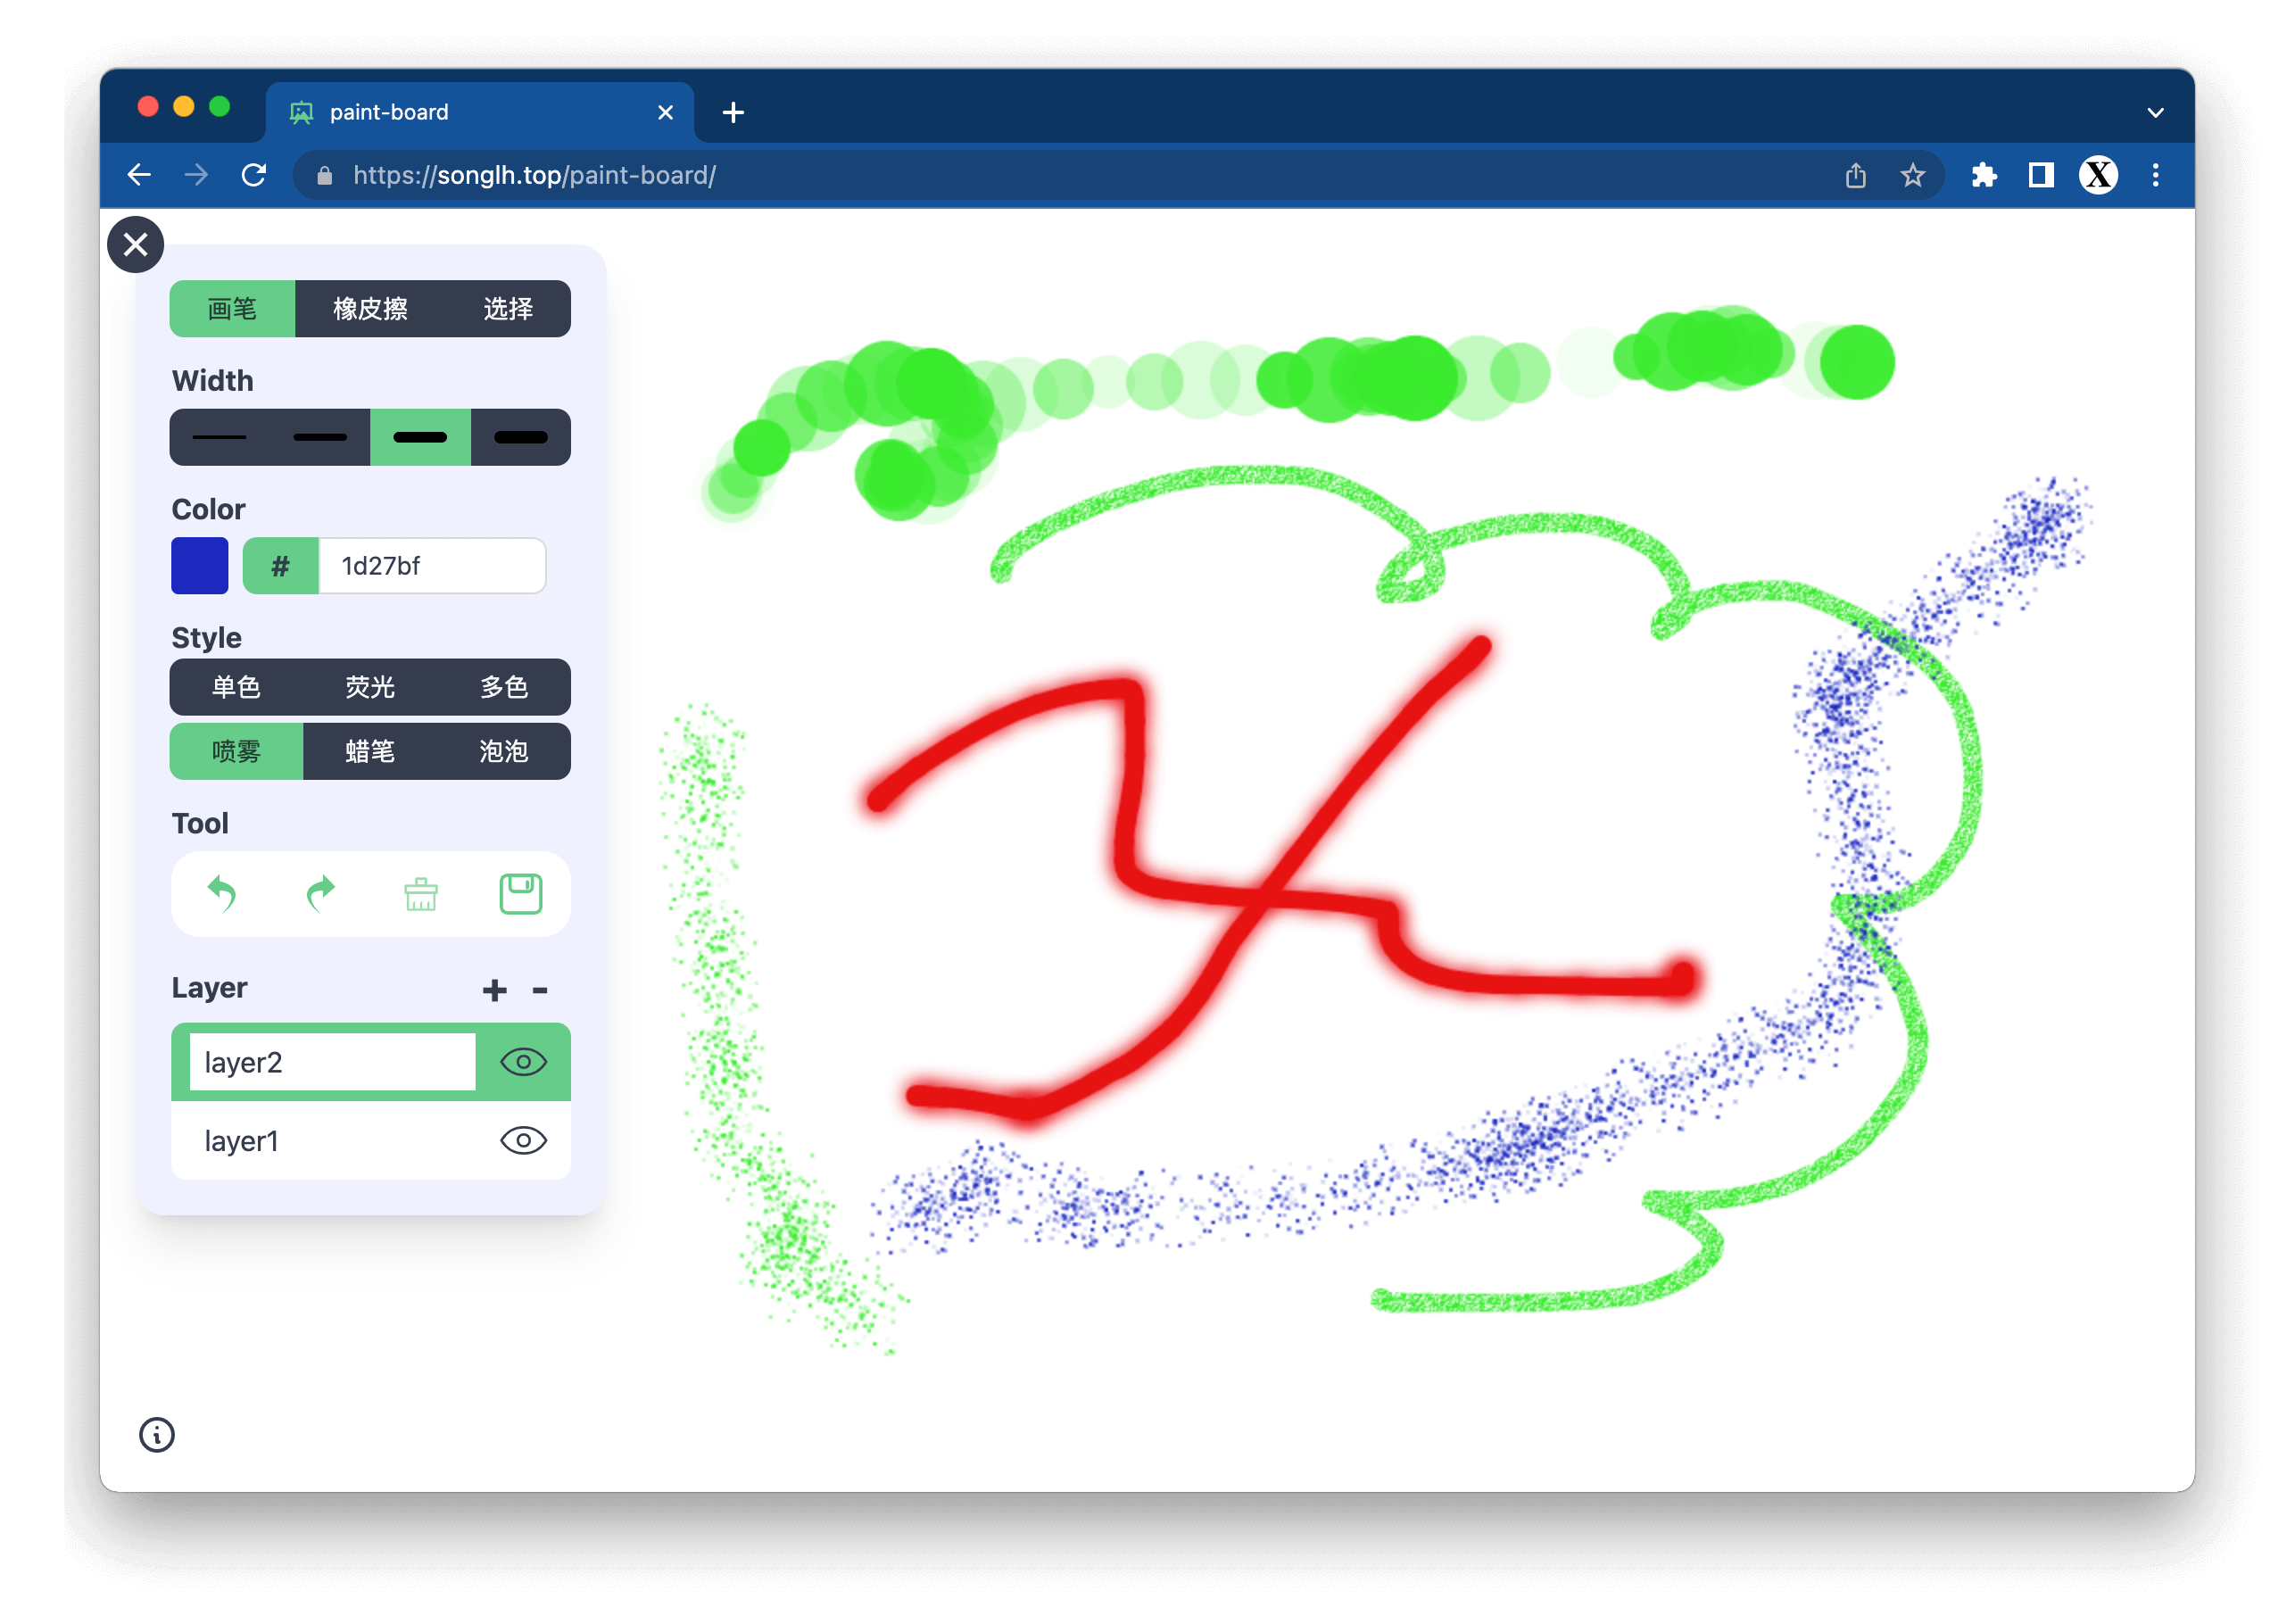 paint-board
https://songlh.top/paint-board/
X
画笔 橡皮擦 选择
Width
Color
# 1d27bf
Style
单色 荧光 多色
喷雾 蜡笔 泡泡
Tool
Layer + -
layer2
layer1